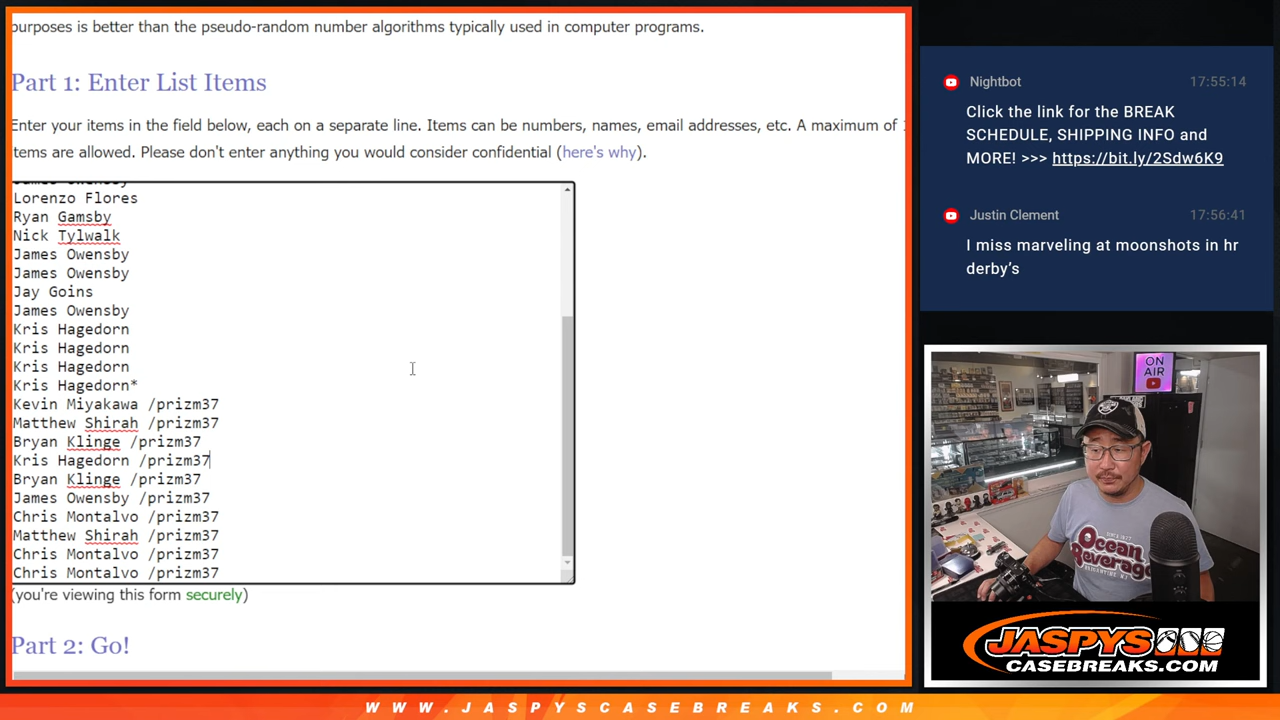 purposes is better than the pseudo-random number algorithms typically used in computer programs.
Part 1: Enter List Items
Enter your items in the field below, each on a separate line. Items can be numbers, names, email addresses, etc. A maximum of
items are allowed. Please don't enter anything you would consider confidential (here's why).
James Owensby
Lorenzo Flores
Ryan Gamsby
Nick Tylwalk
James Owensby
James Owensby
Jay Goins
James Owensby
Kris Hagedorn
Kris Hagedorn
Kris Hagedorn
Kris Hagedorn*
Kevin Miyakawa /prizm37
Matthew Shirah /prizm37
Bryan Klinge /prizm37
Kris Hagedorn /prizm37
Bryan Klinge /prizm37
James Owensby /prizm37
Chris Montalvo /prizm37
Matthew Shirah /prizm37
Chris Montalvo /prizm37
Chris Montalvo /prizm37
(you're viewing this form securely)
Part 2: Go!
Nightbot 17:55:14
Click the link for the BREAK
SCHEDULE, SHIPPING INFO and
MORE! >>> https://bit.ly/2Sdw6K9
Justin Clement 17:56:41
I miss marveling at moonshots in hr
derby's
ON
AIR
Ocean
Beverage
JASPYS
CASEBREAKS.COM
WWW.JASPYSCASEBREAKS.COM